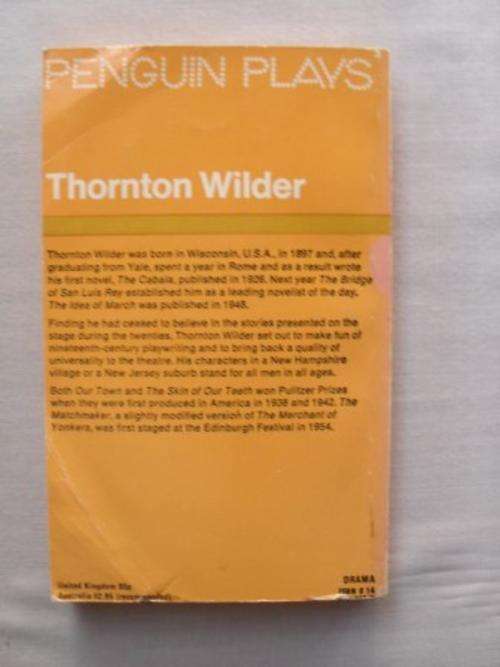 PENGUIN PLAYS
Thornton Wilder
Thornton Wilder was born in Wisconsin, U.S.A., in 1897 and, after
graduating from Yale, spent a year in Rome and as a result wrote
his first novel, The Cabala, published in 1926. Next year The Bridge
of San Luis Rey established him as a leading novelist of the day.
The Idea of March was published in 1948.
Finding he had ceased to believe in the stories presented on the
stage during the twenties, Thornton Wilder set out to make fun of
nineteenth-century playwriting and to bring back a quality of
universality to the theatre. His characters in a New Hampshire
village or a New Jersey suburb stand for all men in all ages.
Both Our Town and The Skin of Our Teeth won Pulitzer Prizes
when they were first produced in America in 1938 and 1942. The
Matchmaker, a slightly modified version of The Merchant of
Yonkers, was first staged at the Edinburgh Festival in 1954.
United Kingdom
Australia $2.95 (recommended)
DRAMA
ISBN 0 14